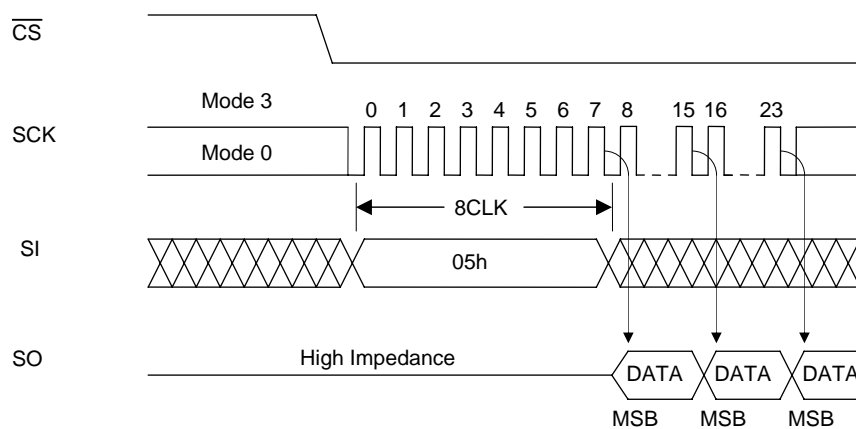 CS
Mode 3
0 1 2 3 4 5 6 7 8 15 16 23
SCK
Mode 0
8CLK
SI
05h
SO
High Impedance
DATA DATA DATA
MSB MSB MSB